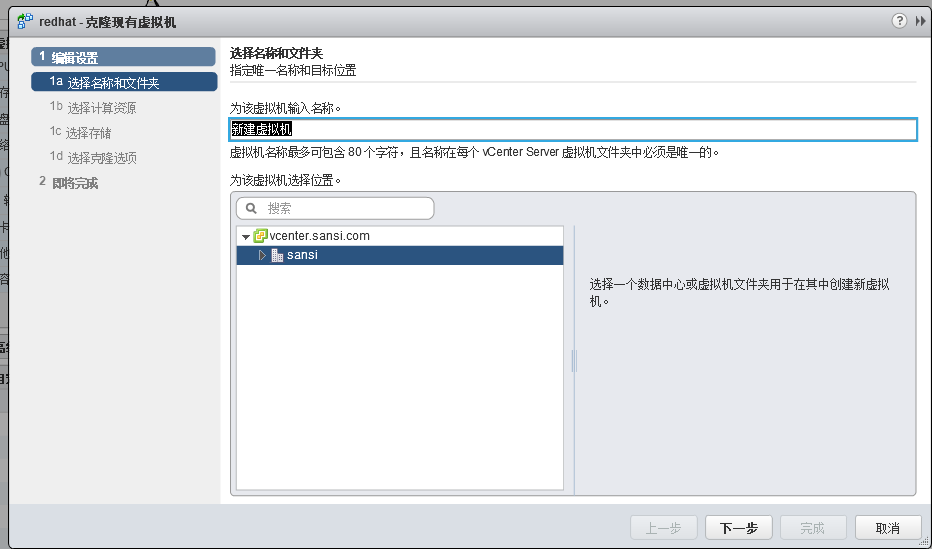 redhat - 克隆现有虚拟机
1 编辑设置
1a 选择名称和文件夹
1b 选择计算资源
1c 选择存储
1d 选择克隆选项
2 即将完成
选择名称和文件夹
指定唯一名称和目标位置
为该虚拟机输入名称。
新建虚拟机
虚拟机名称最多可包含 80 个字符，且名称在每个 vCenter Server 虚拟机文件夹中必须是唯一的。
为该虚拟机选择位置。
搜索
vcenter.sansi.com
sansi
选择一个数据中心或虚拟机文件夹用于在其中创建新虚拟
机。
上一步 下一步 完成 取消